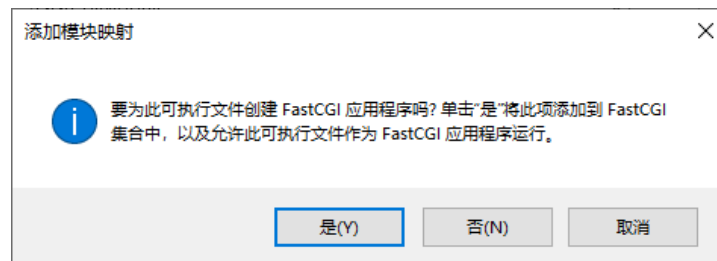 添加模块映射
要为此可执行文件创建 FastCGI 应用程序吗? 单击“是”将此项添加到 FastCGI
集合中，以及允许此可执行文件作为 FastCGI 应用程序运行。
是(Y)
否(N)
取消